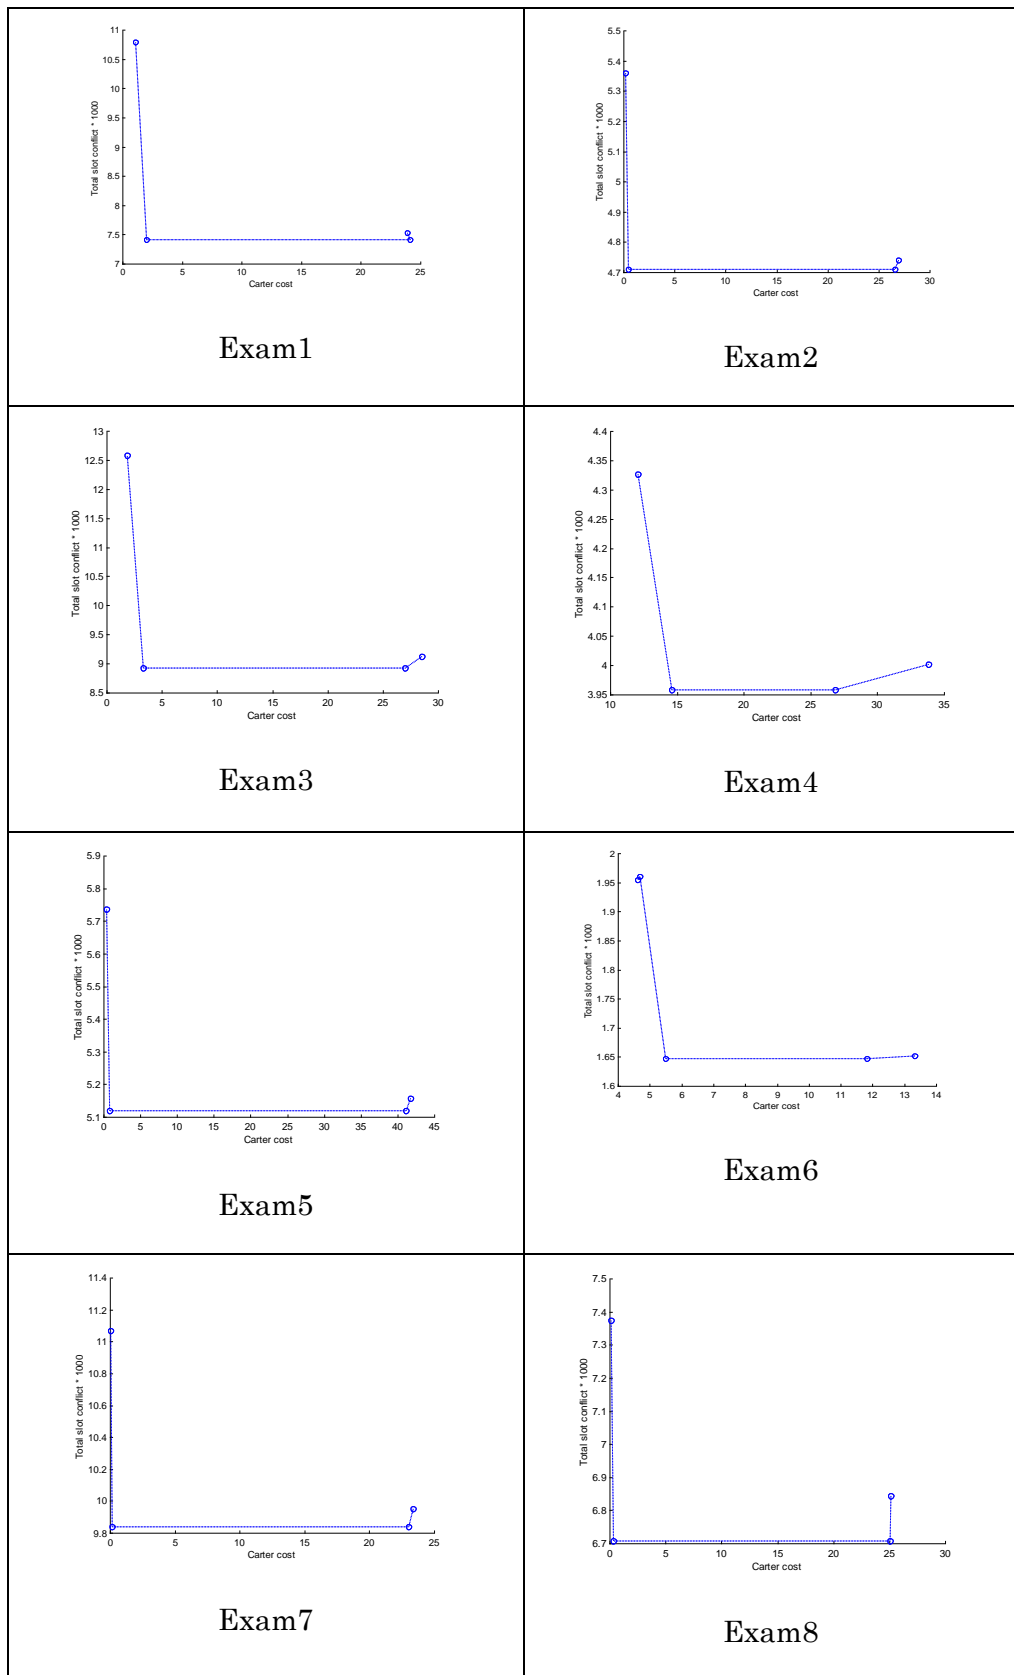 11
10.5
10
9.5
9
8.5
8
7.5
7
Total slot conflict * 1000
0 5 10 15 20 25
Carter cost
Exam1
5.5
5.4
5.3
5.2
5.1
5
4.9
4.8
4.7
Total slot conflict * 1000
0 5 10 15 20 25 30
Carter cost
Exam2
13
12.5
12
11.5
11
10.5
10
9.5
9
8.5
Total slot conflict * 1000
0 5 10 15 20 25 30
Carter cost
Exam3
4.4
4.35
4.3
4.25
4.2
4.15
4.1
4.05
4
3.95
Total slot conflict * 1000
10 15 20 25 30 35
Carter cost
Exam4
5.9
5.8
5.7
5.6
5.5
5.4
5.3
5.2
5.1
Total slot conflict * 1000
0 5 10 15 20 25 30 35 40 45
Carter cost
Exam5
2
1.95
1.9
1.85
1.8
1.75
1.7
1.65
1.6
Total slot conflict * 1000
4 5 6 7 8 9 10 11 12 13 14
Carter cost
Exam6
11.4
11.2
11
10.8
10.6
10.4
10.2
10
9.8
Total slot conflict * 1000
0 5 10 15 20 25
Carter cost
Exam7
7.5
7.4
7.3
7.2
7.1
7
6.9
6.8
6.7
Total slot conflict * 1000
0 5 10 15 20 25 30
Carter cost
Exam8